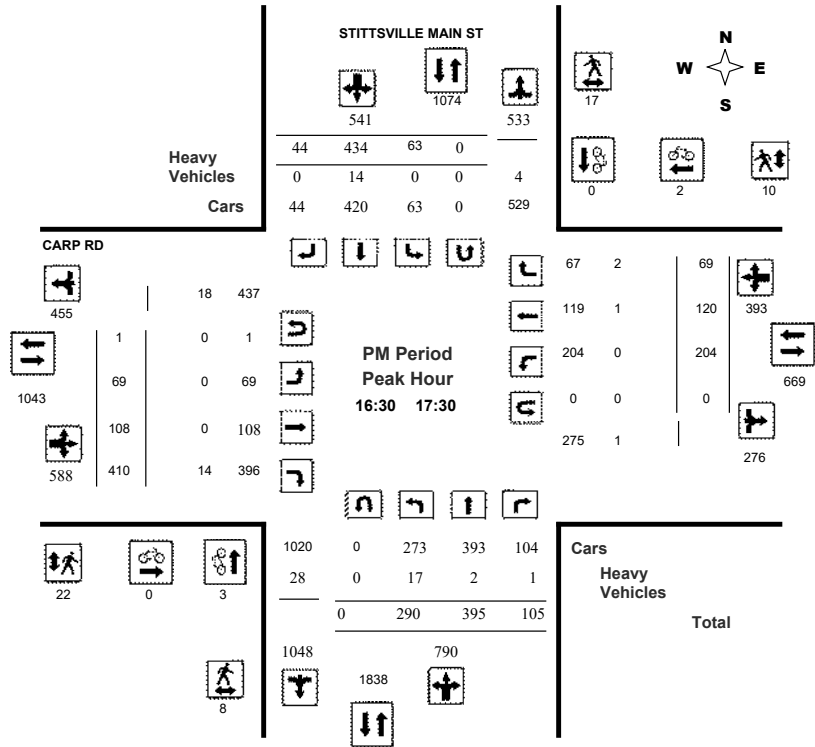 STITTSVILLE MAIN ST
N
W E
S
1074
17
541 533
44 434 63 0
Heavy
Vehicles
0 14 0 0 4
0 2 10
Cars 44 420 63 0 529
CARP RD
67 2 69
455 18 437
119 1 120 393
1 0 1
PM Period
Peak Hour
204 0 204
669
1043 69 0 69
16:30 17:30
0 0 0
108 0 108
275 1
276
588 410 14 396
1020 0 273 393 104 Cars
28 0 17 2 1 Heavy
Vehicles
22 0 3
0 290 395 105 Total
1048 790
1838
8